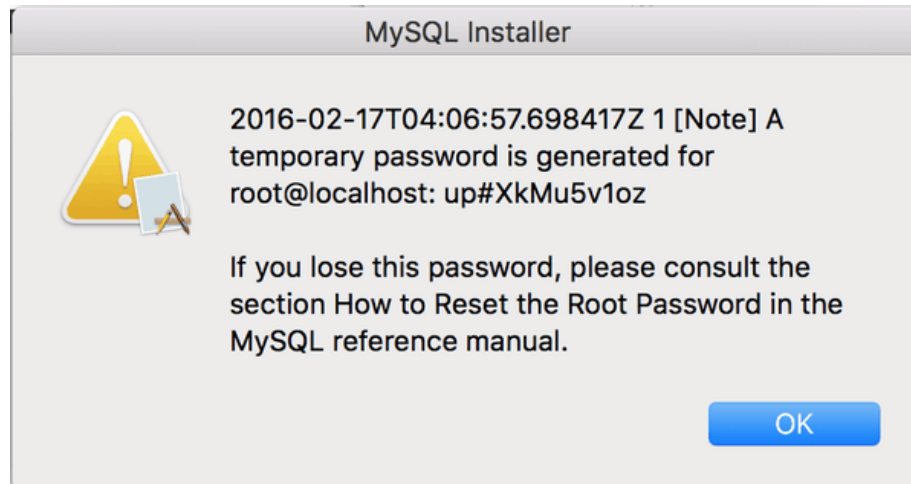 MySQL Installer
2016-02-17T04:06:57.698417Z 1 [Note] A
temporary password is generated for
root@localhost: up#XkMu5v1oz
If you lose this password, please consult the
section How to Reset the Root Password in the
MySQL reference manual.
OK